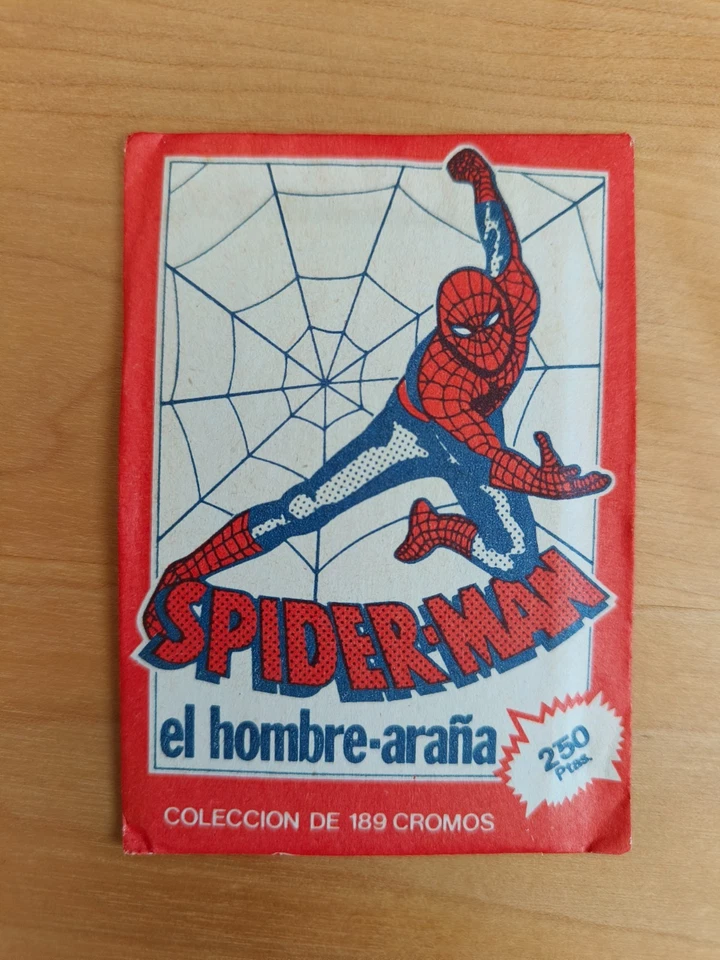 SPIDER-MAN
el hombre-araña
2'50
Ptas.
COLECCION DE 189 CROMOS